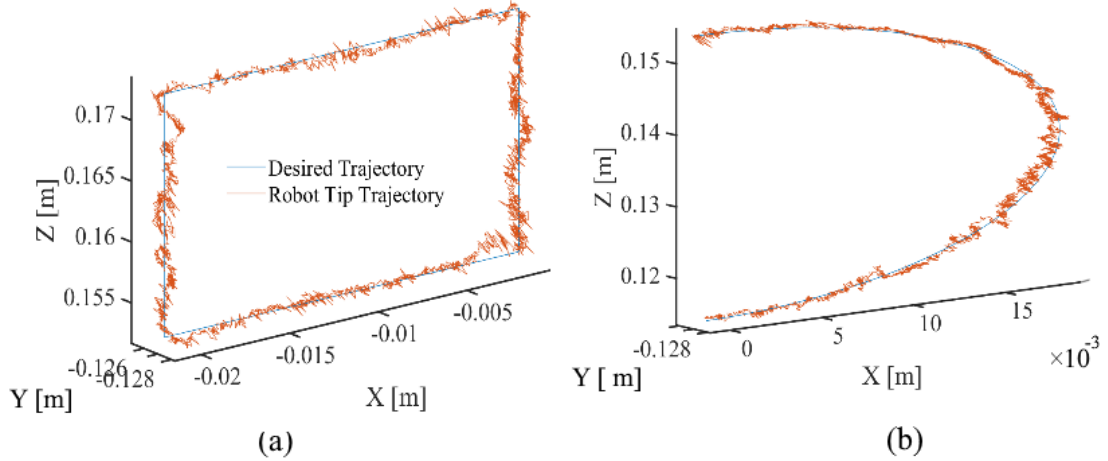 0.17
0.165
0.16
0.155
Z [m]
Desired Trajectory
Robot Tip Trajectory
-0.126
-0.128
-0.02
-0.015
-0.01
-0.005
Y [m]
X [m]
(a)
0.15
0.14
0.13
0.12
Z [m]
-0.128
0
5
10
15
×10⁻³
Y [ m]
X [m]
(b)